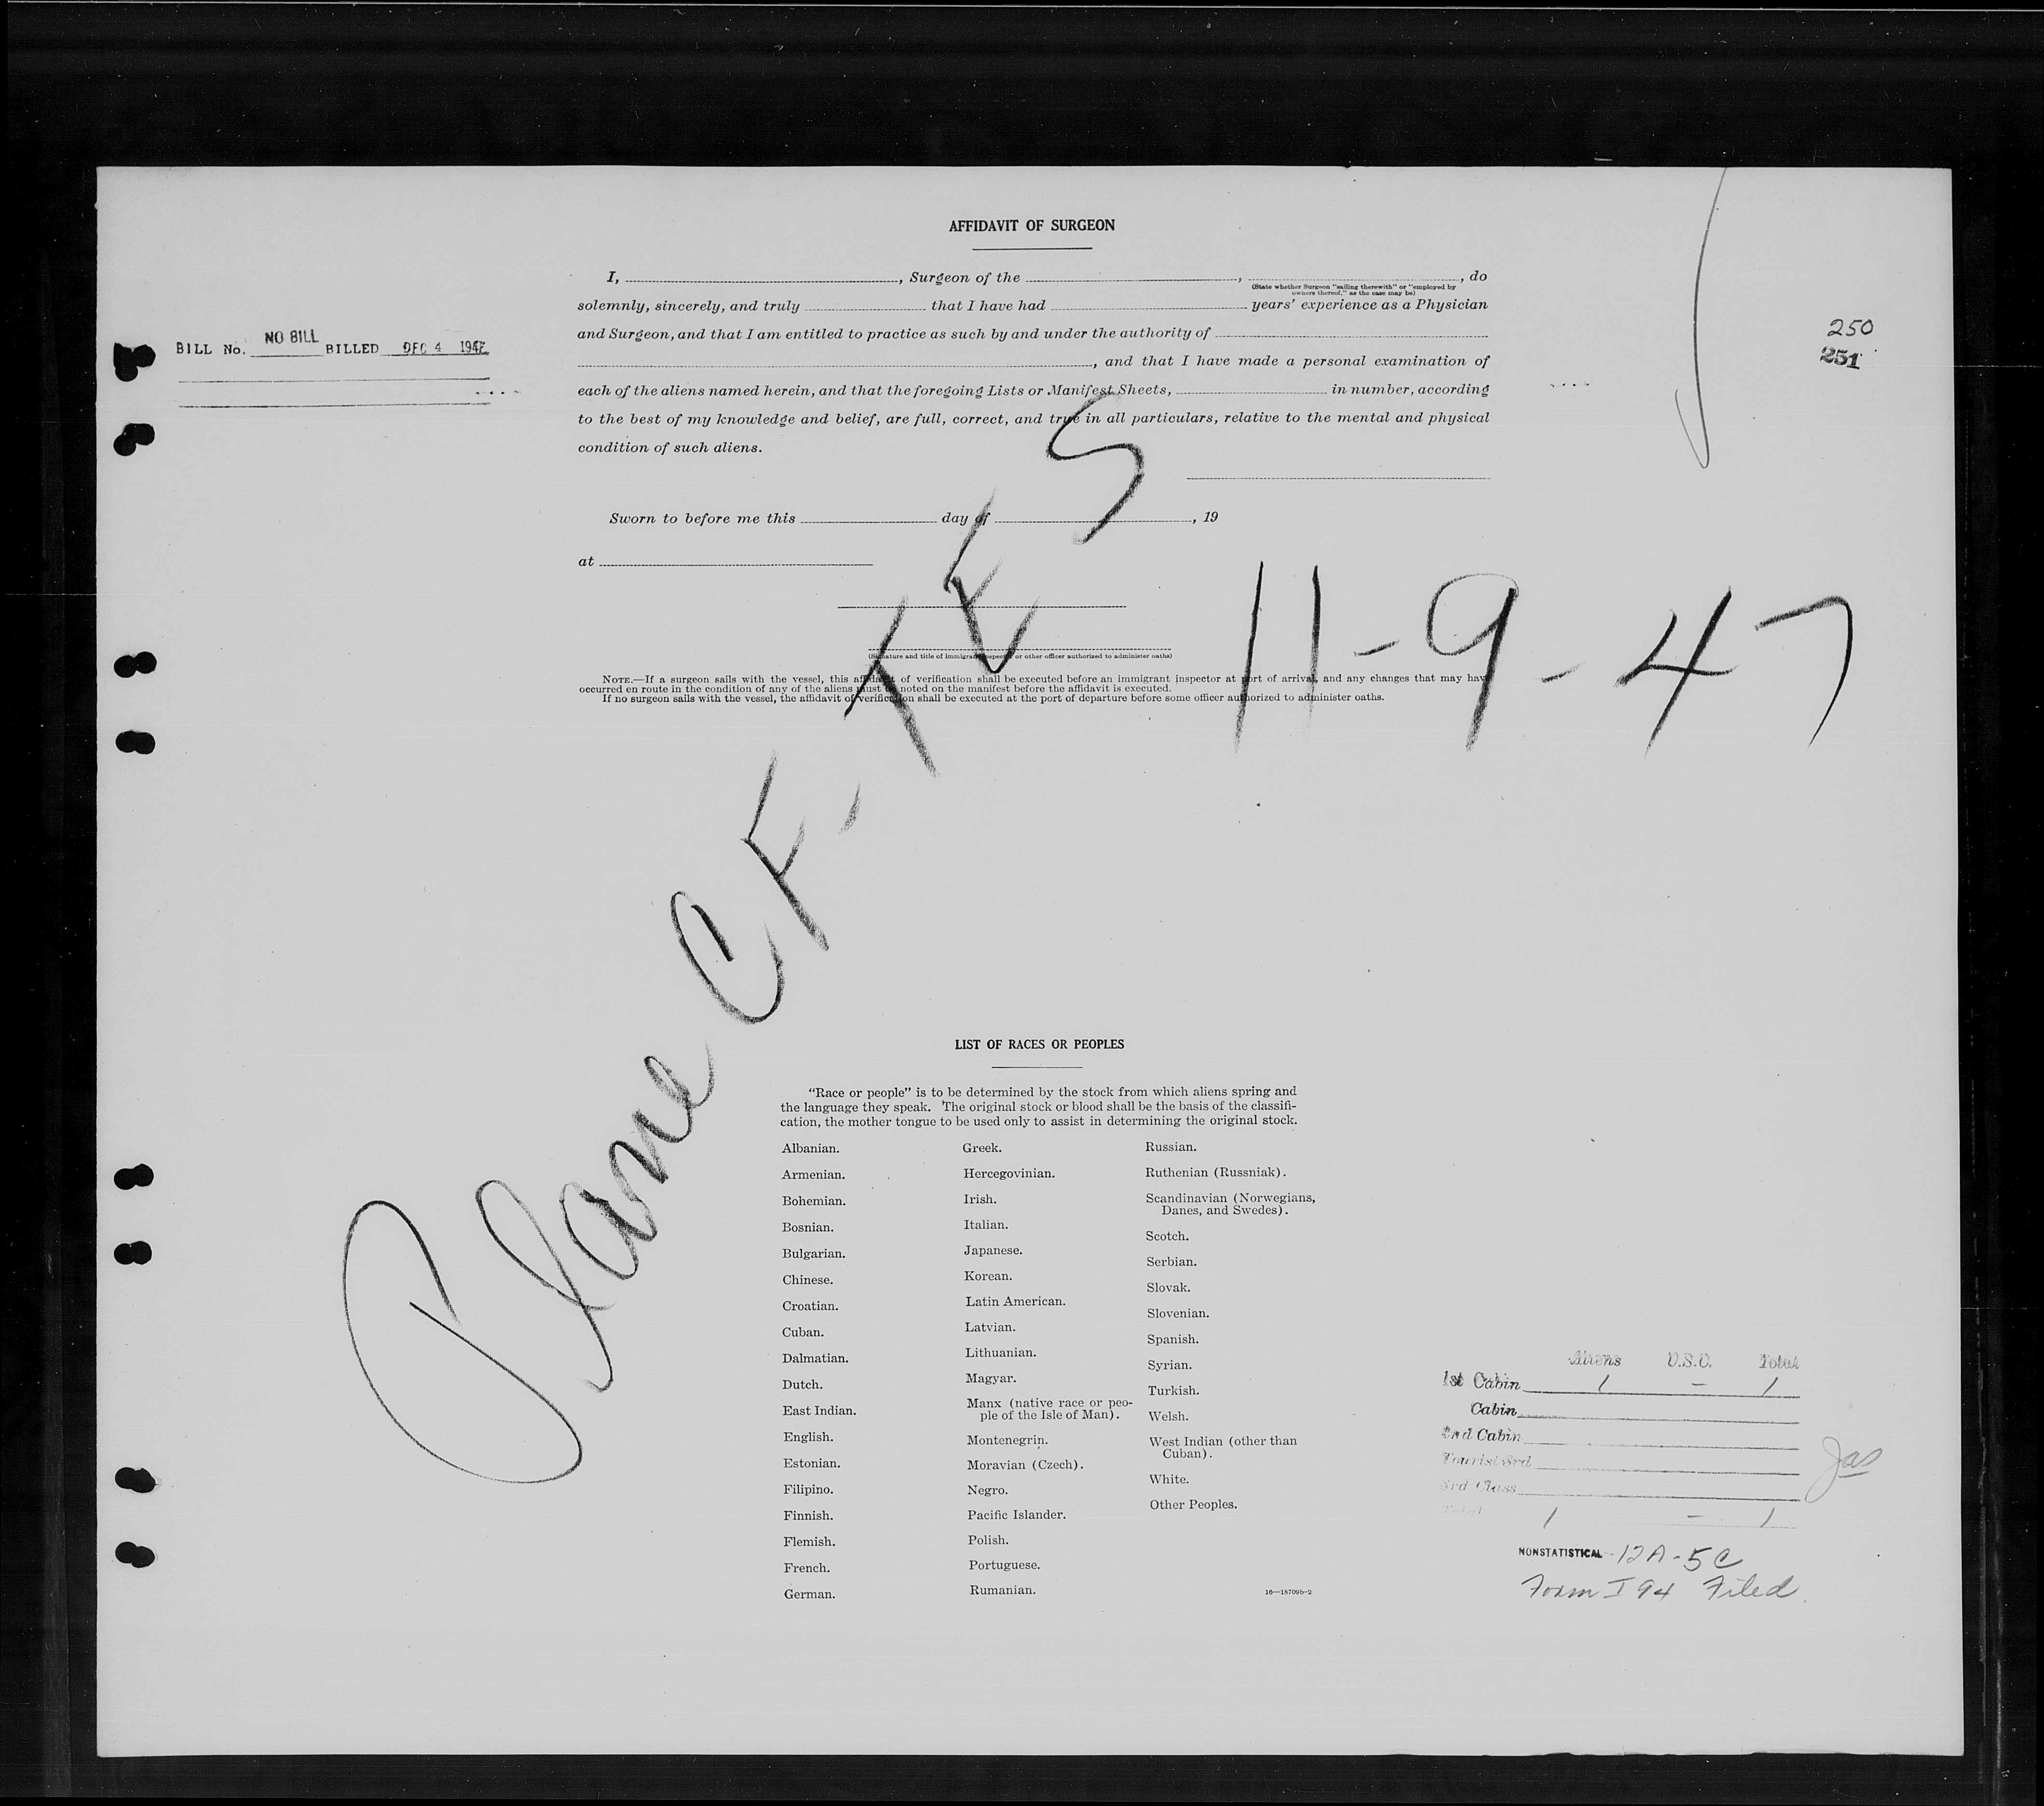 AFFIDAVIT OF SURGEON
I, , Surgeon of the , , do
(State whether Surgeon "sailing therewith" or "employed by
owners thereof," as the case may be)
solemnly, sincerely, and truly that I have had years' experience as a Physician
and Surgeon, and that I am entitled to practice as such by and under the authority of
, and that I have made a personal examination of
each of the aliens named herein, and that the foregoing Lists or Manifest Sheets, in number, according
to the best of my knowledge and belief, are full, correct, and true in all particulars, relative to the mental and physical
condition of such aliens.
250
251
BILL No. NO BILL BILLED DEC 4 194
Sworn to before me this day of , 19
at
(Signature and title of immigrant inspector or other officer authorized to administer oaths)
NOTE.—If a surgeon sails with the vessel, this affidavit of verification shall be executed before an immigrant inspector at port of arrival, and any changes that may have
occurred en route in the condition of any of the aliens must be noted on the manifest before the affidavit is executed.
If no surgeon sails with the vessel, the affidavit of verification shall be executed at the port of departure before some officer authorized to administer oaths.
Plane CF-TES
11-9-47
LIST OF RACES OR PEOPLES
"Race or people" is to be determined by the stock from which aliens spring and
the language they speak. The original stock or blood shall be the basis of the classifi-
cation, the mother tongue to be used only to assist in determining the original stock.
Albanian.
Armenian.
Bohemian.
Bosnian.
Bulgarian.
Chinese.
Croatian.
Cuban.
Dalmatian.
Dutch.
East Indian.
English.
Estonian.
Filipino.
Finnish.
Flemish.
French.
German.
Greek.
Hercegovinian.
Irish.
Italian.
Japanese.
Korean.
Latin American.
Latvian.
Lithuanian.
Magyar.
Manx (native race or peo-
ple of the Isle of Man).
Montenegrin.
Moravian (Czech).
Negro.
Pacific Islander.
Polish.
Portuguese.
Rumanian.
Russian.
Ruthenian (Russniak).
Scandinavian (Norwegians,
Danes, and Swedes).
Scotch.
Serbian.
Slovak.
Slovenian.
Spanish.
Syrian.
Turkish.
Welsh.
West Indian (other than
Cuban).
White.
Other Peoples.
16—18709b-2
Aliens U.S.C. Total
1st Cabin 1 – 1
Cabin
2nd Cabin
Tourist 3rd
3rd Class
Total 1 – 1
Jas
NONSTATISTICAL - 12A - 5C
Form I 94 Filed